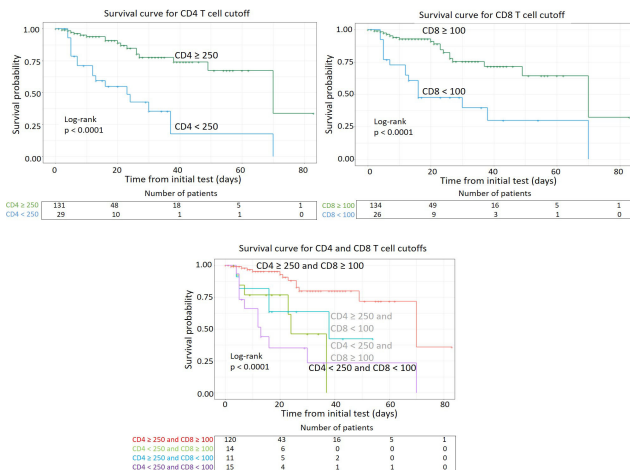 Survival curve for CD4 T cell cutoff
Survival probability
1.00
0.75
0.50
0.25
0.00
CD4 ≥ 250
CD4 < 250
Log-rank
p < 0.0001
0 20 40 60 80
Time from initial test (days)
Number of patients
CD4 ≥ 250 131 48 18 5 1
CD4 < 250 29 10 1 1 0
Survival curve for CD8 T cell cutoff
Survival probability
1.00
0.75
0.50
0.25
0.00
CD8 ≥ 100
CD8 < 100
Log-rank
p < 0.0001
0 20 40 60 80
Time from initial test (days)
Number of patients
CD8 ≥ 100 134 49 16 5 1
CD8 < 100 26 9 3 1 0
Survival curve for CD4 and CD8 T cell cutoffs
Survival probability
1.00
0.75
0.50
0.25
0.00
CD4 ≥ 250 and CD8 ≥ 100
CD4 ≥ 250 and
CD8 < 100
CD4 < 250 and
CD8 ≥ 100
CD4 < 250 and CD8 < 100
Log-rank
p < 0.0001
0 20 40 60 80
Time from initial test (days)
Number of patients
CD4 ≥ 250 and CD8 ≥ 100 120 43 16 5 1
CD4 < 250 and CD8 ≥ 100 14 6 0 0 0
CD4 ≥ 250 and CD8 < 100 11 5 2 0 0
CD4 < 250 and CD8 < 100 15 4 1 1 0